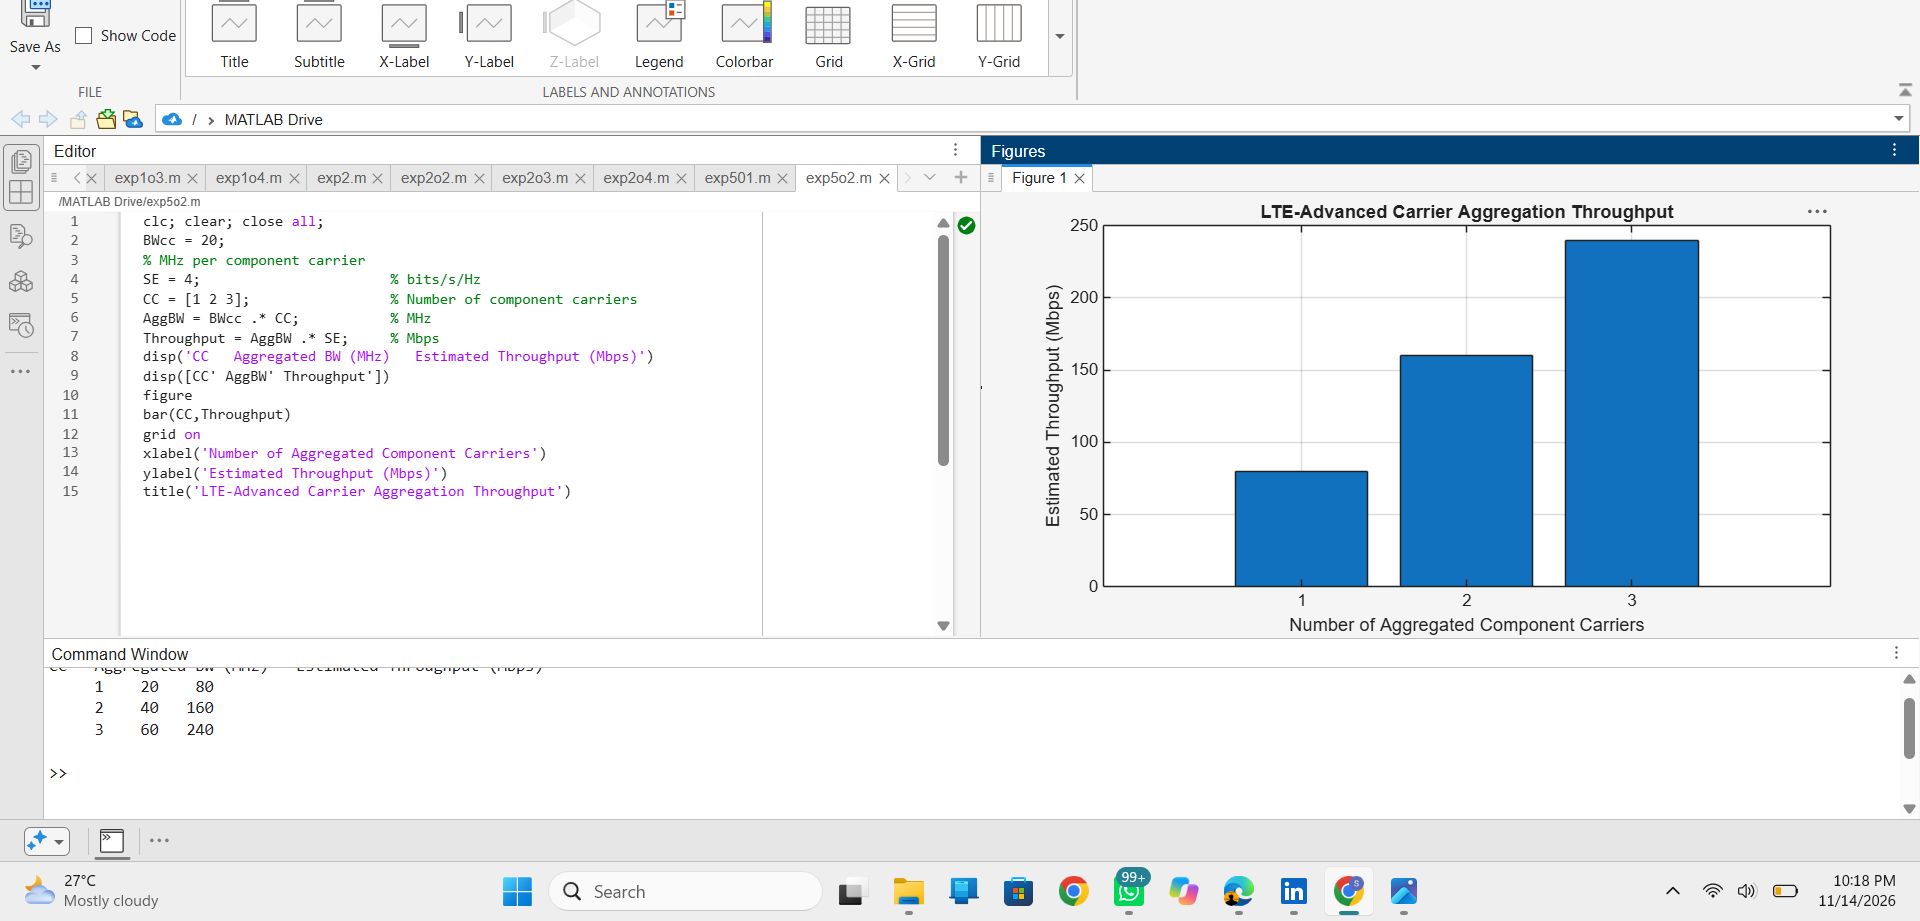 Save As
Show Code
Title
Subtitle
X-Label
Y-Label
Z-Label
Legend
Colorbar
Grid
X-Grid
Y-Grid
FILE
LABELS AND ANNOTATIONS
/ › MATLAB Drive
Editor
exp1o3.m
exp1o4.m
exp2.m
exp2o2.m
exp2o3.m
exp2o4.m
exp501.m
exp5o2.m
/MATLAB Drive/exp5o2.m
1 clc; clear; close all;
2 BWcc = 20;
3 % MHz per component carrier
4 SE = 4; % bits/s/Hz
5 CC = [1 2 3]; % Number of component carriers
6 AggBW = BWcc .* CC; % MHz
7 Throughput = AggBW .* SE; % Mbps
8 disp('CC   Aggregated BW (MHz)   Estimated Throughput (Mbps)')
9 disp([CC' AggBW' Throughput'])
10 figure
11 bar(CC,Throughput)
12 grid on
13 xlabel('Number of Aggregated Component Carriers')
14 ylabel('Estimated Throughput (Mbps)')
15 title('LTE-Advanced Carrier Aggregation Throughput')
Figures
Figure 1
LTE-Advanced Carrier Aggregation Throughput
250
200
150
100
50
0
Estimated Throughput (Mbps)
1 2 3
Number of Aggregated Component Carriers
Command Window
CC   Aggregated BW (MHz)   Estimated Throughput (Mbps)
1 20 80
2 40 160
3 60 240
>>
27°C
Mostly cloudy
Search
99+
in
S
10:18 PM
11/14/2026